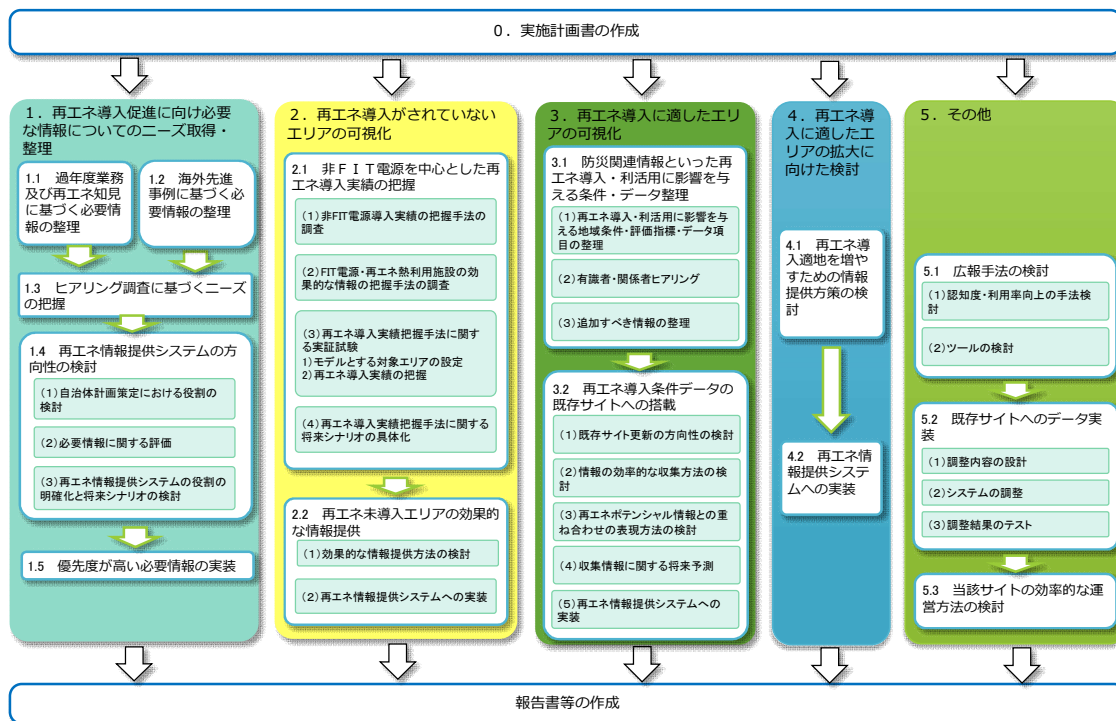 ０．実施計画書の作成
１．再エネ導入促進に向け必要
な情報についてのニーズ取得・
整理
1.1　過年度業務
及び再エネ知見
に基づく必要情
報の整理
1.2　海外先進
事例に基づく必
要情報の整理
1.3　ヒアリング調査に基づくニーズ
の把握
1.4　再エネ情報提供システムの方
向性の検討
（1）自治体計画策定における役割の
検討
（2）必要情報に関する評価
（3）再エネ情報提供システムの役割の
明確化と将来シナリオの検討
1.5　優先度が高い必要情報の実装
２．再エネ導入がされていない
エリアの可視化
2.1　非ＦＩＴ電源を中心とした再
エネ導入実績の把握
（1）非FIT電源導入実績の把握手法の
調査
（2）FIT電源・再エネ熱利用施設の効
果的な情報の把握手法の調査
（3）再エネ導入実績把握手法に関す
る実証試験
1）モデルとする対象エリアの設定
2）再エネ導入実績の把握
（4）再エネ導入実績把握手法に関する
将来シナリオの具体化
2.2　再エネ未導入エリアの効果的
な情報提供
（1）効果的な情報提供方法の検討
（2）再エネ情報提供システムへの実装
３．再エネ導入に適したエリ
アの可視化
3.1　防災関連情報といった再
エネ導入・利活用に影響を与
える条件・データ整理
（1）再エネ導入・利活用に影響を与
える地域条件・評価指標・データ項
目の整理
（2）有識者・関係者ヒアリング
（3）追加すべき情報の整理
3.2　再エネ導入条件データの
既存サイトへの搭載
（1）既存サイト更新の方向性の検討
（2）情報の効率的な収集方法の検
討
（3）再エネポテンシャル情報との重
ね合わせの表現方法の検討
（4）収集情報に関する将来予測
（5）再エネ情報提供システムへの
実装
４．再エネ導
入に適したエ
リアの拡大に
向けた検討
4.1　再エネ導
入適地を増や
すための情報
提供方策の検
討
4.2　再エネ情
報提供システ
ムへの実装
５．その他
5.1　広報手法の検討
（1）認知度・利用率向上の手法検
討
（2）ツールの検討
5.2　既存サイトへのデータ実
装
（1）調整内容の設計
（2）システムの調整
（3）調整結果のテスト
5.3　当該サイトの効率的な運
営方法の検討
報告書等の作成